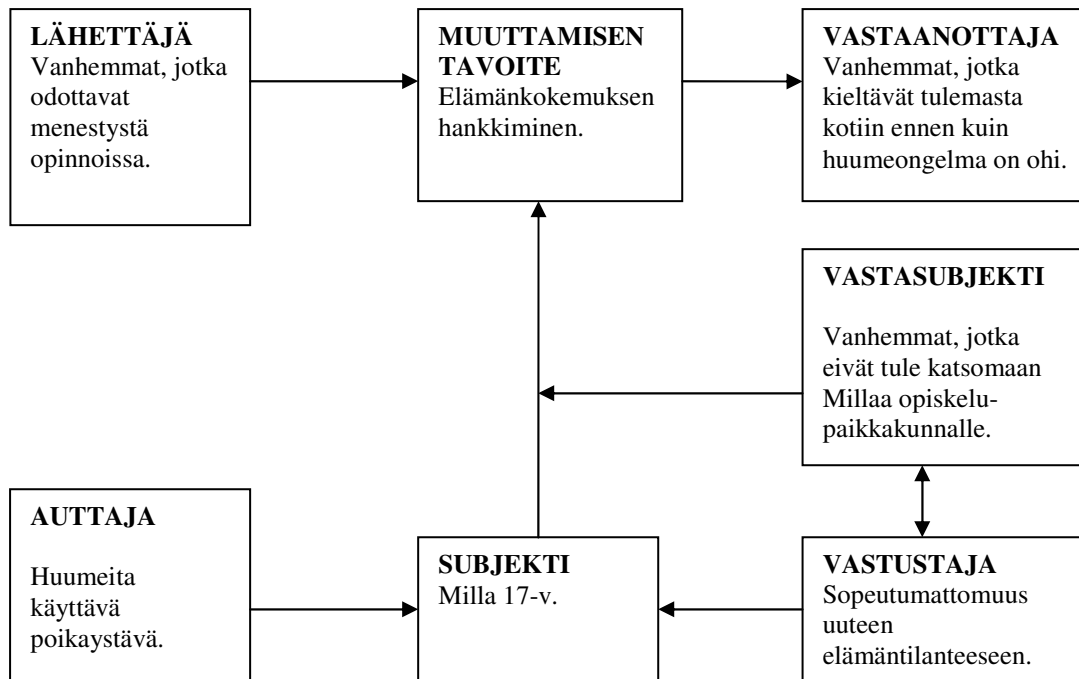 LÄHETTÄJÄ
Vanhemmat, jotka
odottavat
menestystä
opinnoissa.
MUUTTAMISEN
TAVOITE
Elämänkokemuksen
hankkiminen.
VASTAANOTTAJA
Vanhemmat, jotka
kieltävät tulemasta
kotiin ennen kuin
huumeongelma on ohi.
VASTASUBJEKTI
Vanhemmat, jotka
eivät tule katsomaan
Millaa opiskelu-
paikkakunnalle.
AUTTAJA
Huumeita
käyttävä
poikaystävä.
SUBJEKTI
Milla 17-v.
VASTUSTAJA
Sopeutumattomuus
uuteen
elämäntilanteeseen.